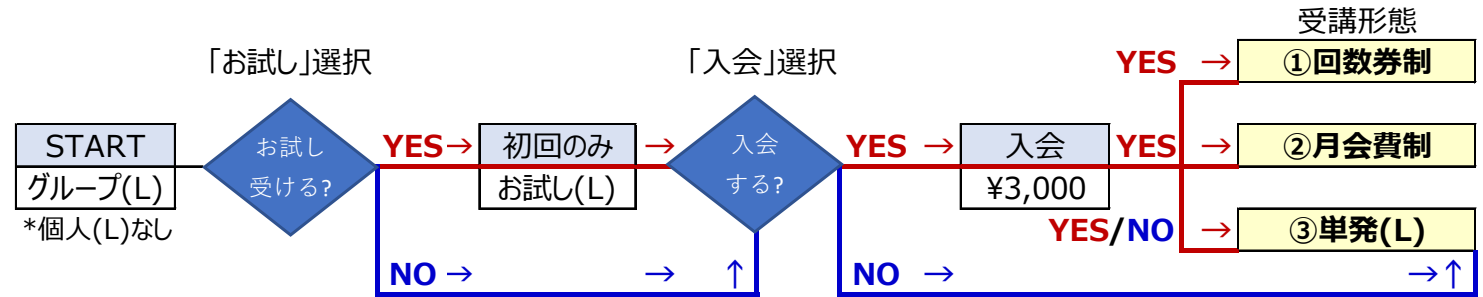 受講形態
「お試し」選択
「入会」選択
YES → ①回数券制
START
グループ(L)
*個人(L)なし
お試し
受ける?
YES→
初回のみ
お試し(L)
→
入会
する?
YES →
入会
¥3,000
YES → ②月会費制
YES/NO → ③単発(L)
NO → → ↑
NO → →↑